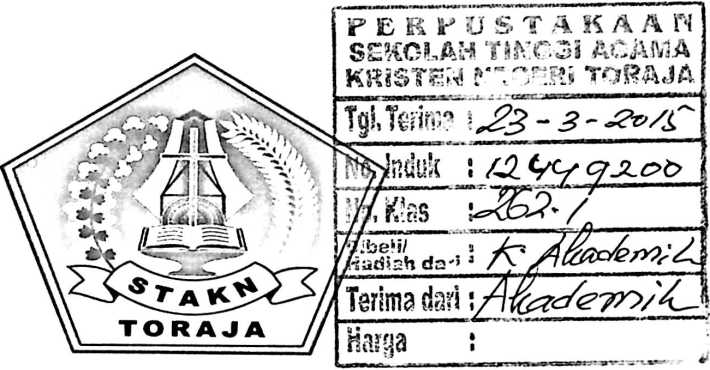 STAKN
TORAJA
PERPUSTAKAAN
SEKOLAH TINGGI AGAMA
KRISTEN NEGERI TORAJA
Tgl. Terima : 23-3-2015
No. Induk : 12449200
No. Klas : 262.1
Dibeli/
Hadiah dari : K. Akademik
Terima dari : Akademik
Harga :